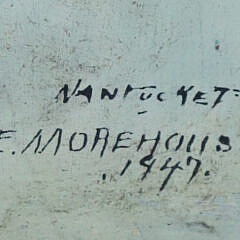 NANTUCKET
E. MOREHOUS
.1947.